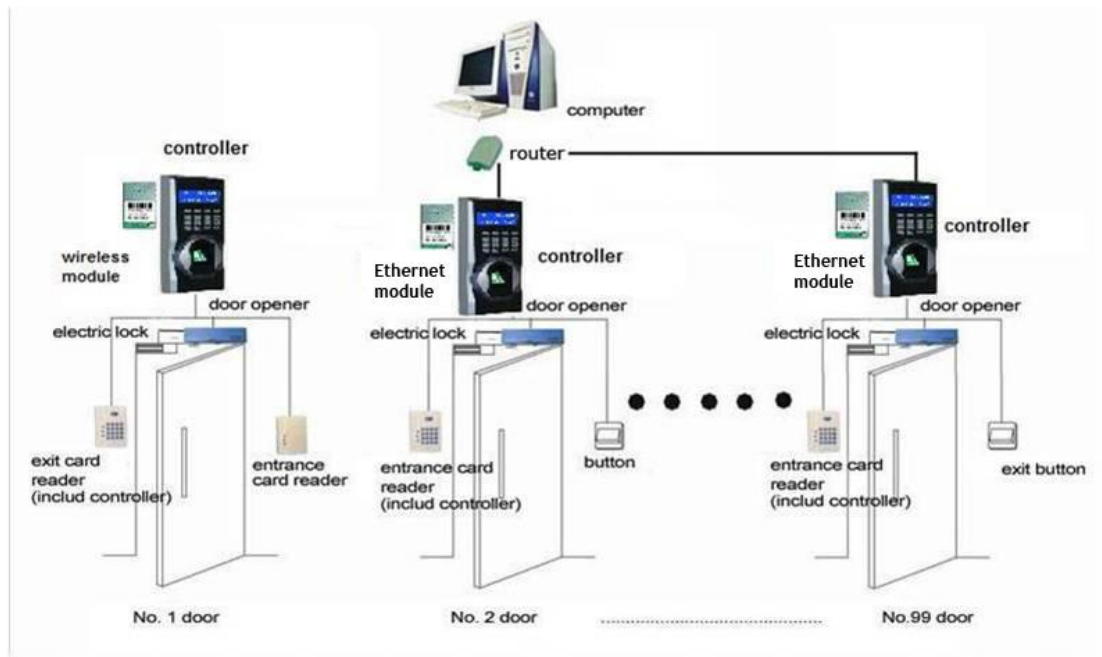 computer
router
controller
wireless
module
door opener
electric lock
exit card
reader
(includ controller)
entrance
card reader
No. 1 door
Ethernet
module
controller
door opener
electric lock
entrance card
reader
(includ controller)
button
No. 2 door
controller
Ethernet
module
door opener
electric lock
entrance card
reader
(includ controller)
exit button
No.99 door